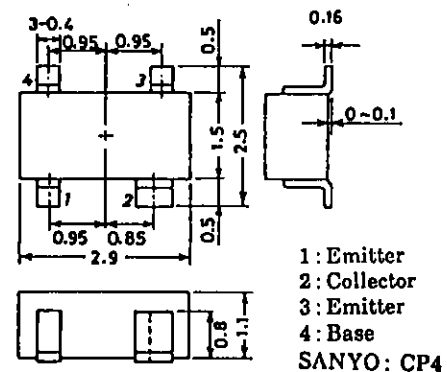 3-0.4
0.95 0.95
0.5
0.16
4 3
1.5
2.5
0~0.1
1 2
0.95 0.85
0.5
2.9
1 : Emitter
2 : Collector
3 : Emitter
4 : Base
SANYO : CP4
0.8
1.1